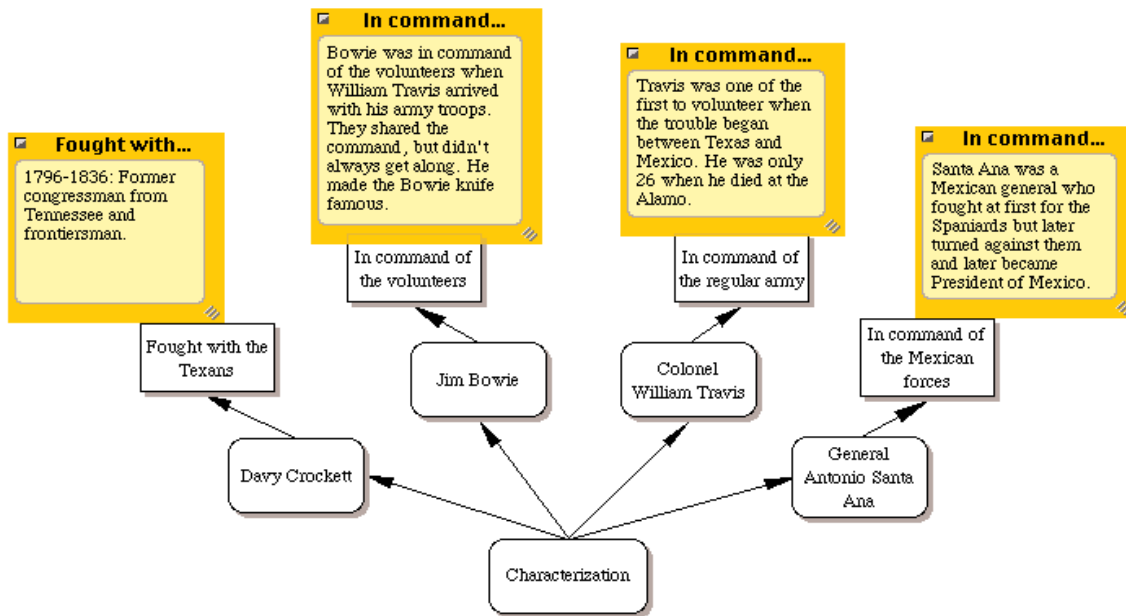 In command...
Bowie was in command
of the volunteers when
William Travis arrived
with his army troops.
They shared the
command, but didn't
always get along. He
made the Bowie knife
famous.
In command...
Travis was one of the
first to volunteer when
the trouble began
between Texas and
Mexico. He was only
26 when he died at the
Alamo.
Fought with...
1796-1836: Former
congressman from
Tennessee and
frontiersman.
In command...
Santa Ana was a
Mexican general who
fought at first for the
Spaniards but later
turned against them
and later became
President of Mexico.
In command of
the volunteers
In command of
the regular army
Fought with the
Texans
In command of
the Mexican
forces
Jim Bowie
Colonel
William Travis
Davy Crockett
General
Antonio Santa
Ana
Characterization